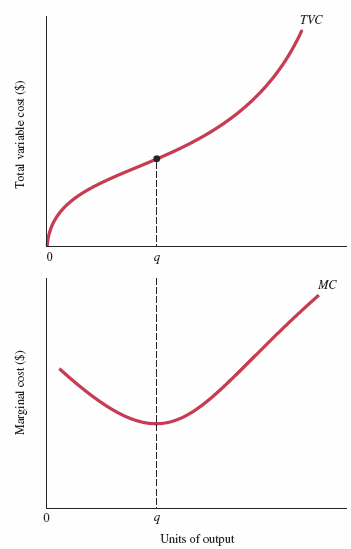 TVC
Total variable cost ($)
0
q
MC
Marginal cost ($)
0
q
Units of output